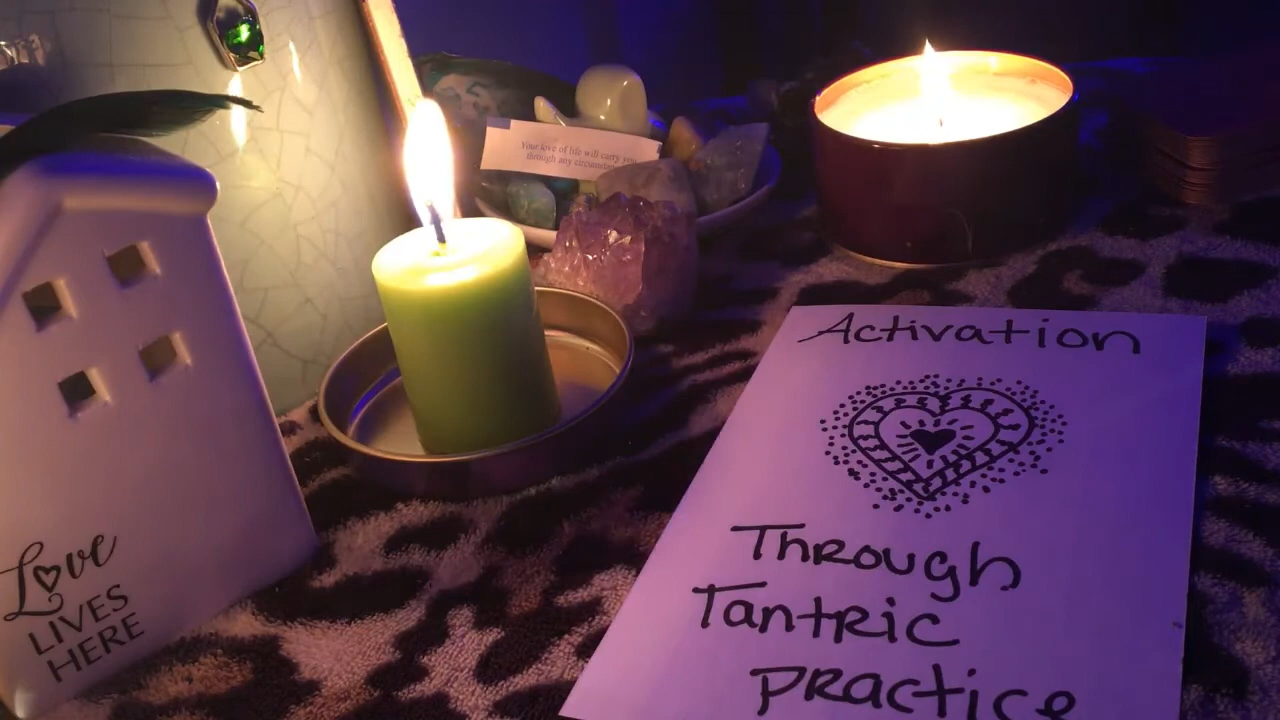 Your love of life will carry you
through any circumstance
Activation
Through
Tantric
practice
Love
LIVES
HERE